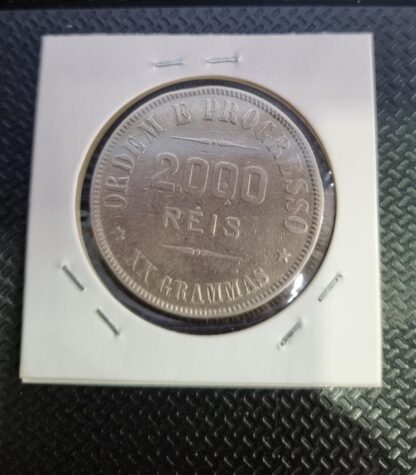 ORDEM E PROGRESSO
2000
RÉIS
XX GRAMMAS